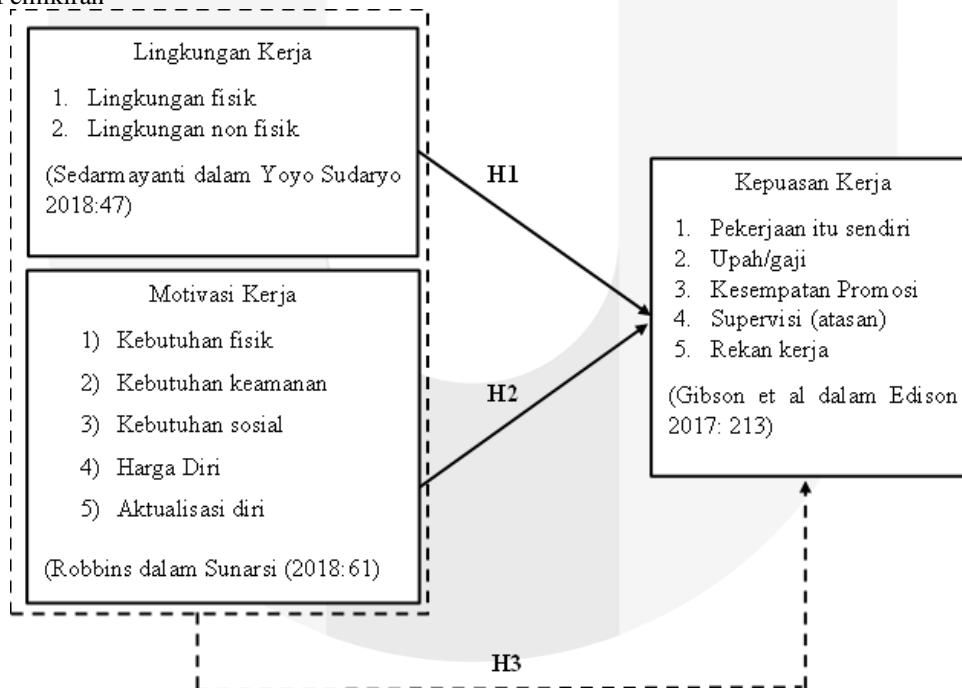 Lingkungan Kerja
1. Lingkungan fisik
2. Lingkungan non fisik
(Sedarmayanti dalam Yoyo Sudaryo
2018:47)
Motivasi Kerja
1) Kebutuhan fisik
2) Kebutuhan keamanan
3) Kebutuhan sosial
4) Harga Diri
5) Aktualisasi diri
(Robbins dalam Sunarsi (2018:61)
H1
H2
Kepuasan Kerja
1. Pekerjaan itu sendiri
2. Upah/gaji
3. Kesempatan Promosi
4. Supervisi (atasan)
5. Rekan kerja
(Gibson et al dalam Edison
2017: 213)
H3